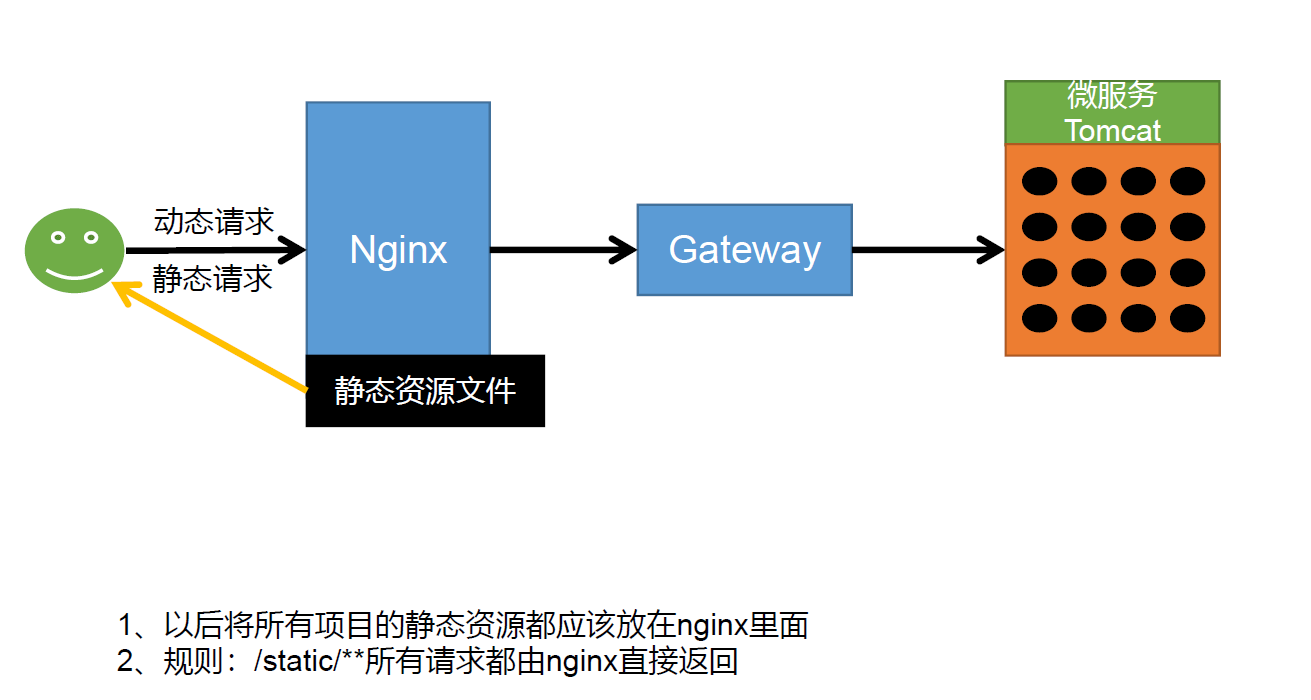 微服务
Tomcat
动态请求
Nginx
Gateway
静态请求
静态资源文件
1、以后将所有项目的静态资源都应该放在nginx里面
2、规则：/static/**所有请求都由nginx直接返回